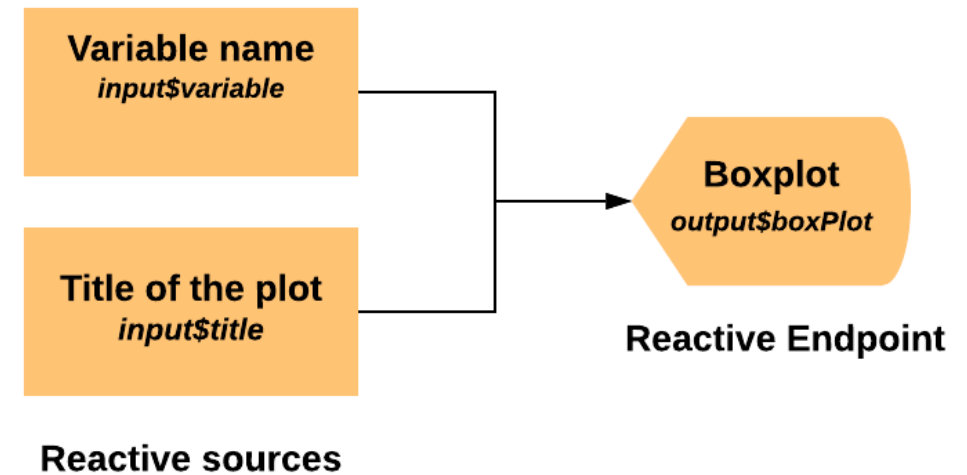 Variable name
input$variable
Title of the plot
input$title
Reactive sources
Boxplot
output$boxPlot
Reactive Endpoint